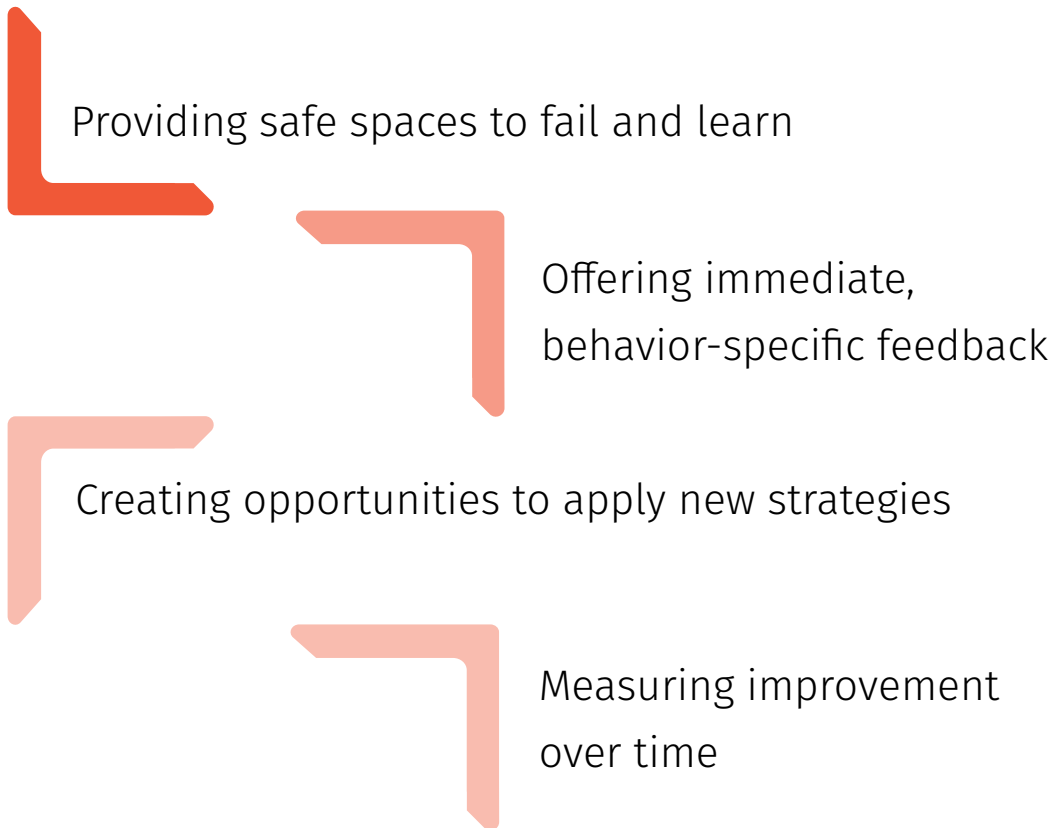 Providing safe spaces to fail and learn
Offering immediate,
behavior-specific feedback
Creating opportunities to apply new strategies
Measuring improvement
over time